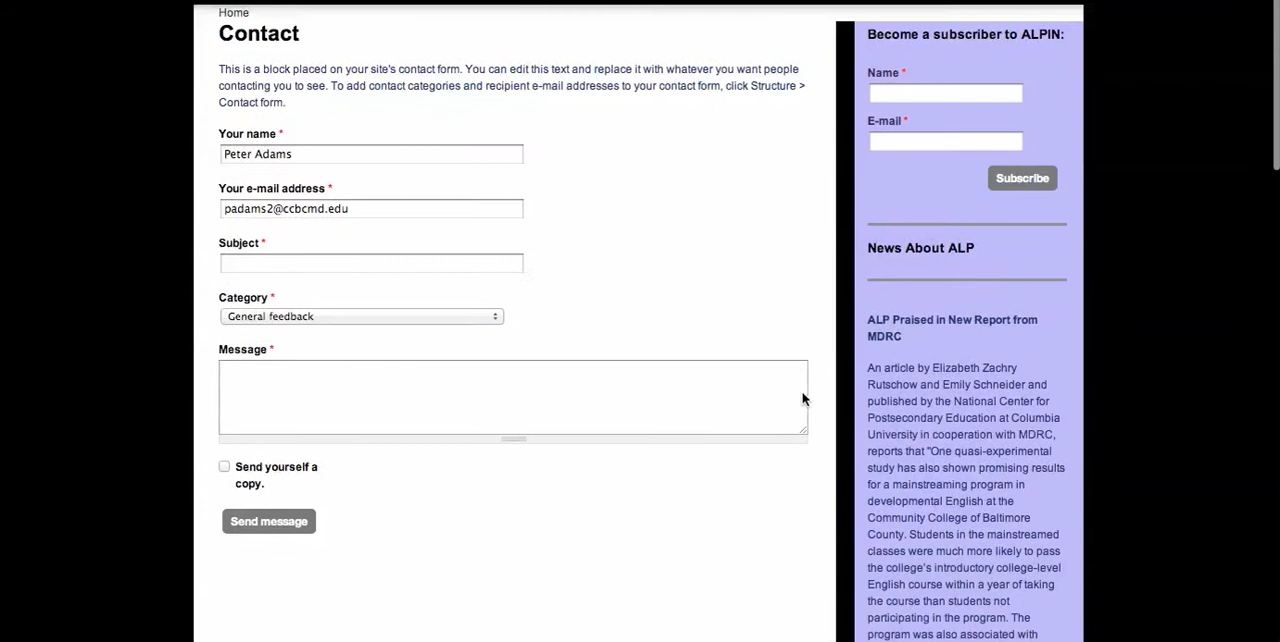 Home
Contact
This is a block placed on your site's contact form. You can edit this text and replace it with whatever you want people
contacting you to see. To add contact categories and recipient e-mail addresses to your contact form, click Structure >
Contact form.
Your name *
Peter Adams
Your e-mail address *
padams2@ccbcmd.edu
Subject *
Category *
General feedback
Message *
Send yourself a
copy.
Send message
Become a subscriber to ALPIN:
Name *
E-mail *
Subscribe
News About ALP
ALP Praised in New Report from
MDRC
An article by Elizabeth Zachry
Rutschow and Emily Schneider and
published by the National Center for
Postsecondary Education at Columbia
University in cooperation with MDRC,
reports that "One quasi-experimental
study has also shown promising results
for a mainstreaming program in
developmental English at the
Community College of Baltimore
County. Students in the mainstreamed
classes were much more likely to pass
the college's introductory college-level
English course within a year of taking
the course than students not
participating in the program. The
program was also associated with